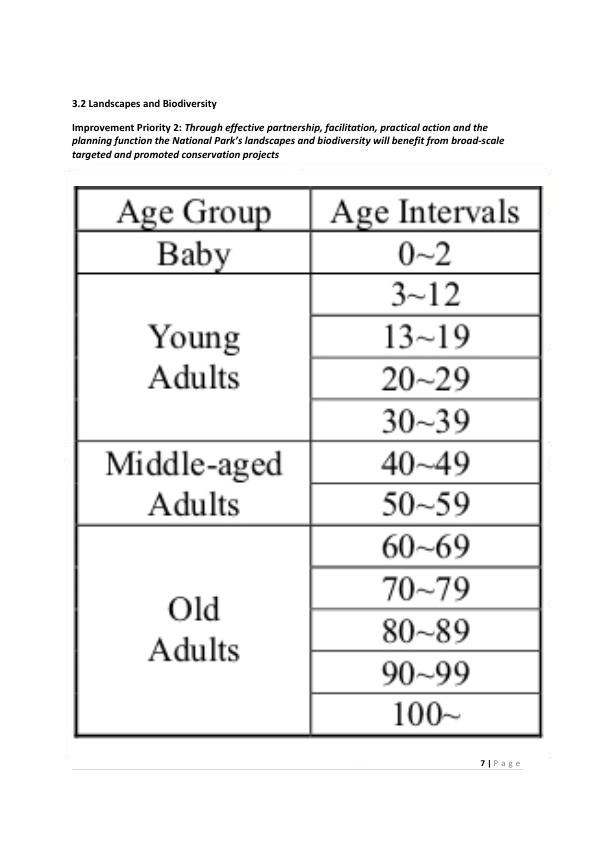 3.2 Landscapes and Biodiversity
Improvement Priority 2: Through effective partnership, facilitation, practical action and the
planning function the National Park's landscapes and biodiversity will benefit from broad-scale
targeted and promoted conservation projects
Age Group Age Intervals
Baby 0~2
Young
Adults
3~12
13~19
20~29
30~39
Middle-aged
Adults
40~49
50~59
Old
Adults
60~69
70~79
80~89
90~99
100~
7 | Page